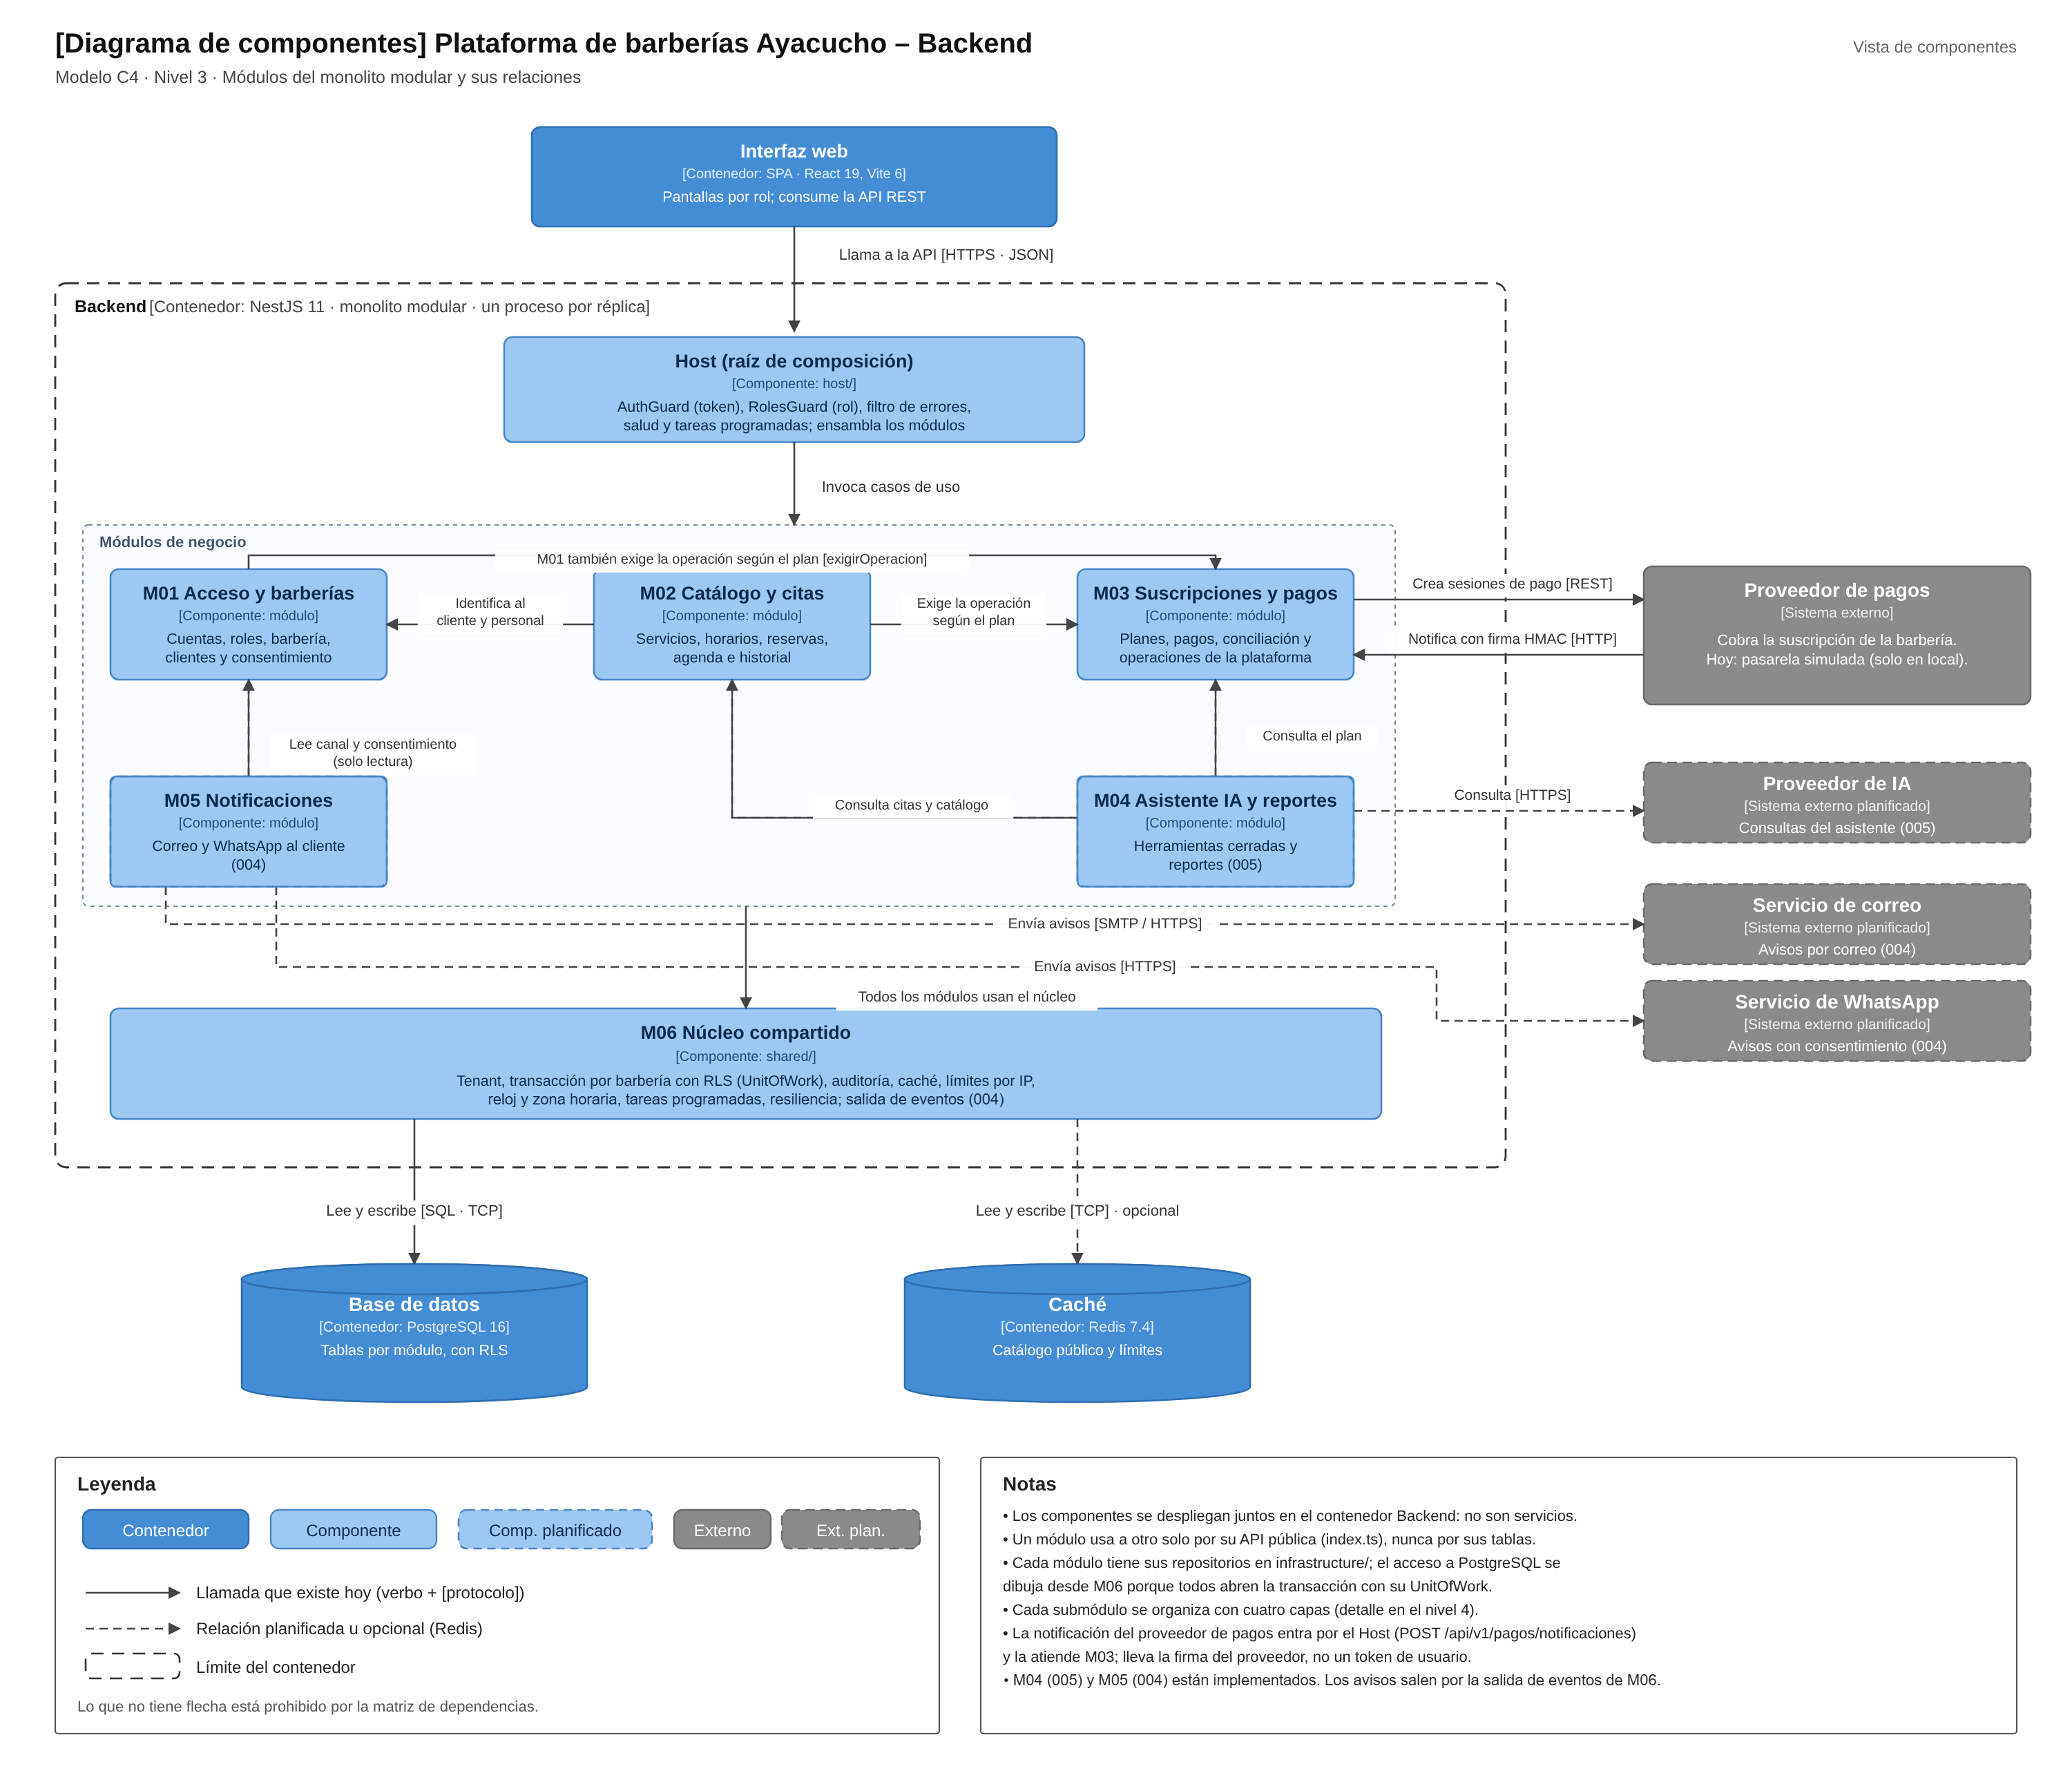 [Diagrama de componentes] Plataforma de barberías Ayacucho – Backend
Vista de componentes
Modelo C4 · Nivel 3 · Módulos del monolito modular y sus relaciones
Interfaz web
[Contenedor: SPA · React 19, Vite 6]
Pantallas por rol; consume la API REST
Llama a la API [HTTPS · JSON]
Backend [Contenedor: NestJS 11 · monolito modular · un proceso por réplica]
Host (raíz de composición)
[Componente: host/]
AuthGuard (token), RolesGuard (rol), filtro de errores,
salud y tareas programadas; ensambla los módulos
Invoca casos de uso
Módulos de negocio
M01 también exige la operación según el plan [exigirOperacion]
M01 Acceso y barberías
[Componente: módulo]
Cuentas, roles, barbería,
clientes y consentimiento
Identifica al
cliente y personal
M02 Catálogo y citas
[Componente: módulo]
Servicios, horarios, reservas,
agenda e historial
Exige la operación
según el plan
M03 Suscripciones y pagos
[Componente: módulo]
Planes, pagos, conciliación y
operaciones de la plataforma
Crea sesiones de pago [REST]
Notifica con firma HMAC [HTTP]
Proveedor de pagos
[Sistema externo]
Cobra la suscripción de la barbería.
Hoy: pasarela simulada (solo en local).
Lee canal y consentimiento
(solo lectura)
Consulta el plan
M05 Notificaciones
[Componente: módulo]
Correo y WhatsApp al cliente
(004)
Consulta citas y catálogo
M04 Asistente IA y reportes
[Componente: módulo]
Herramientas cerradas y
reportes (005)
Consulta [HTTPS]
Proveedor de IA
[Sistema externo planificado]
Consultas del asistente (005)
Envía avisos [SMTP / HTTPS]
Servicio de correo
[Sistema externo planificado]
Avisos por correo (004)
Envía avisos [HTTPS]
Servicio de WhatsApp
[Sistema externo planificado]
Avisos con consentimiento (004)
Todos los módulos usan el núcleo
M06 Núcleo compartido
[Componente: shared/]
Tenant, transacción por barbería con RLS (UnitOfWork), auditoría, caché, límites por IP,
reloj y zona horaria, tareas programadas, resiliencia; salida de eventos (004)
Lee y escribe [SQL · TCP]
Lee y escribe [TCP] · opcional
Base de datos
[Contenedor: PostgreSQL 16]
Tablas por módulo, con RLS
Caché
[Contenedor: Redis 7.4]
Catálogo público y límites
Leyenda
Contenedor
Componente
Comp. planificado
Externo
Ext. plan.
Llamada que existe hoy (verbo + [protocolo])
Relación planificada u opcional (Redis)
Límite del contenedor
Lo que no tiene flecha está prohibido por la matriz de dependencias.
Notas
• Los componentes se despliegan juntos en el contenedor Backend: no son servicios.
• Un módulo usa a otro solo por su API pública (index.ts), nunca por sus tablas.
• Cada módulo tiene sus repositorios en infrastructure/; el acceso a PostgreSQL se
dibuja desde M06 porque todos abren la transacción con su UnitOfWork.
• Cada submódulo se organiza con cuatro capas (detalle en el nivel 4).
• La notificación del proveedor de pagos entra por el Host (POST /api/v1/pagos/notificaciones)
y la atiende M03; lleva la firma del proveedor, no un token de usuario.
• M04 (005) y M05 (004) están implementados. Los avisos salen por la salida de eventos de M06.